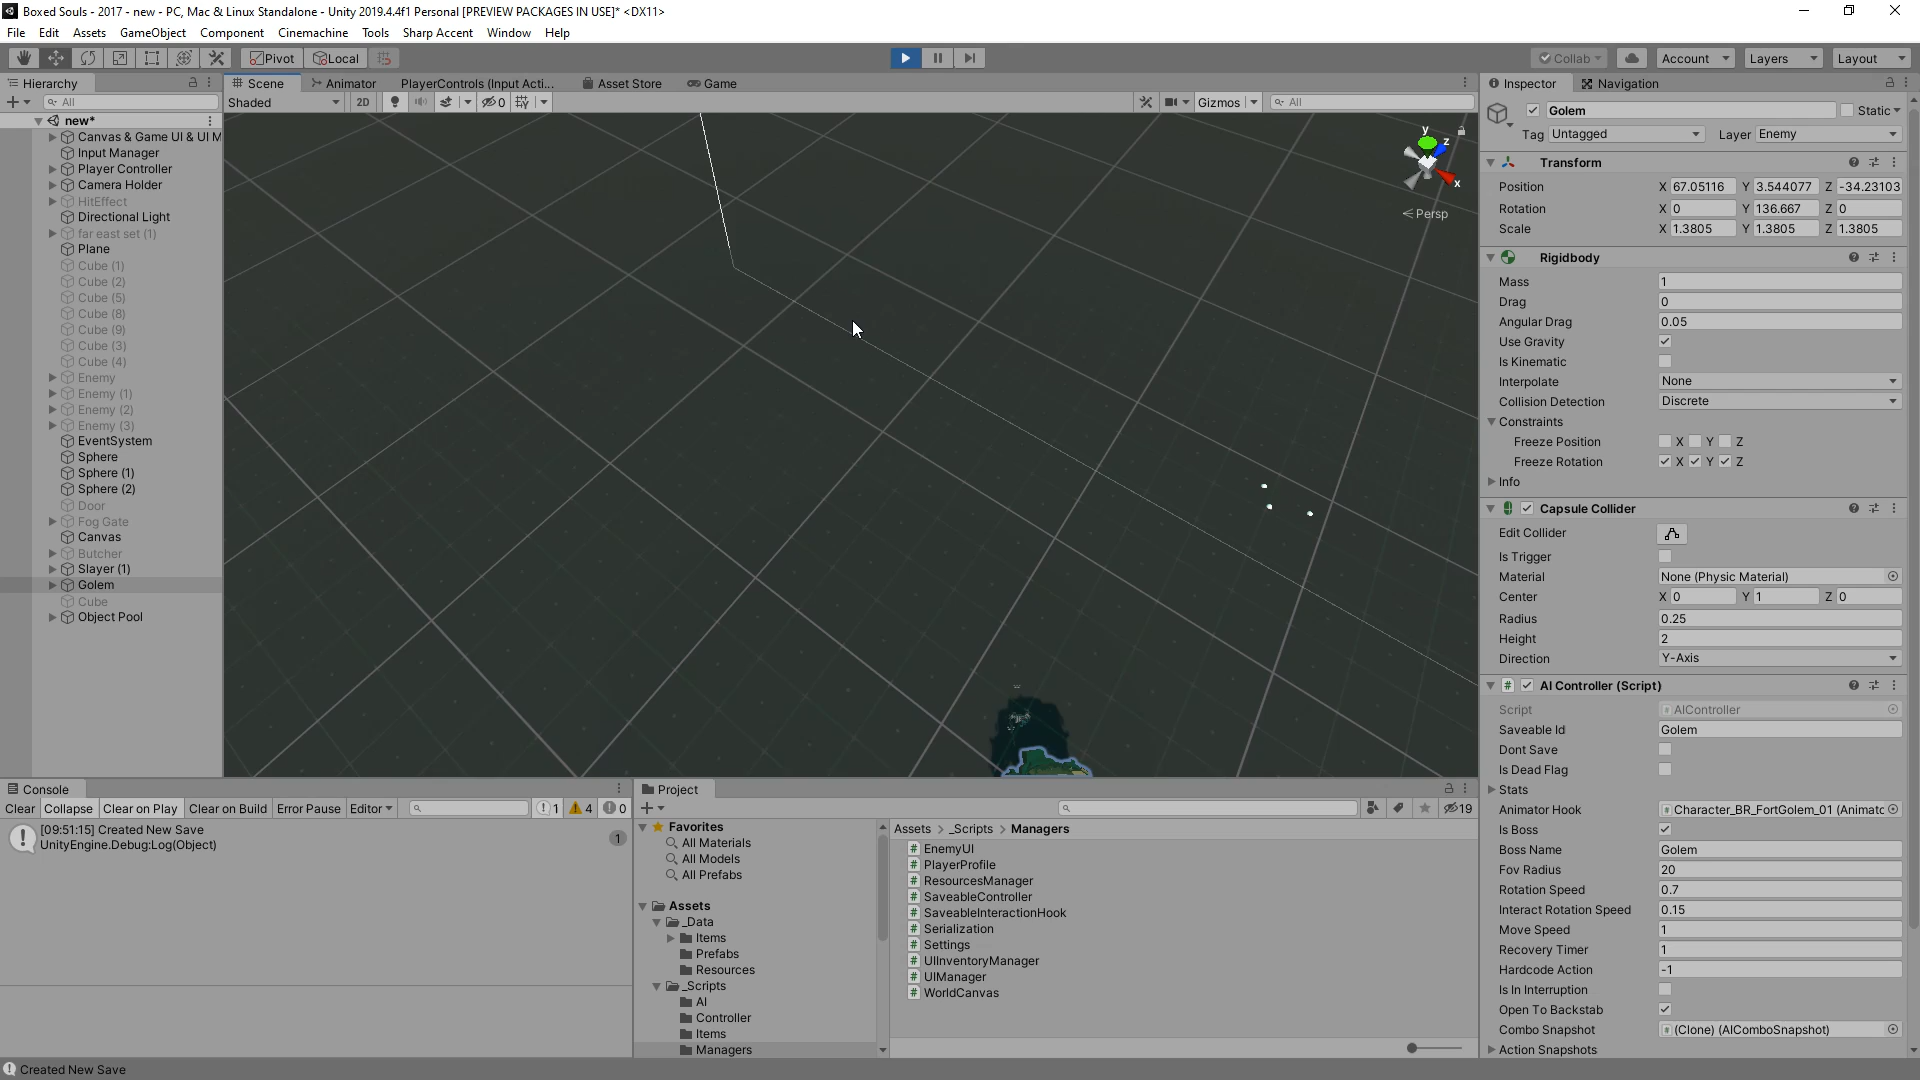 Boxed Souls - 2017 - new - PC, Mac & Linux Standalone - Unity 2019.4.4f1 Personal [PREVIEW PACKAGES IN USE]* <DX11>
File Edit Assets GameObject Component Cinemachine Tools Sharp Accent Window Help
Pivot Local Collab Account Layers Layout
Hierarchy
All
new*
Canvas & Game UI & UI M
Input Manager
Player Controller
Camera Holder
HitEffect
Directional Light
far east set (1)
Plane
Cube (1)
Cube (2)
Cube (5)
Cube (8)
Cube (9)
Cube (3)
Cube (4)
Enemy
Enemy (1)
Enemy (2)
Enemy (3)
EventSystem
Sphere
Sphere (1)
Sphere (2)
Door
Fog Gate
Canvas
Butcher
Slayer (1)
Golem
Cube
Object Pool
Scene Animator PlayerControls (Input Acti... Asset Store Game
Shaded 2D 0 Gizmos All
y
z
x
Persp
Inspector Navigation
Golem Static
Tag Untagged Layer Enemy
Transform
Position X 67.05116 Y 3.544077 Z -34.23103
Rotation X 0 Y 136.667 Z 0
Scale X 1.3805 Y 1.3805 Z 1.3805
Rigidbody
Mass 1
Drag 0
Angular Drag 0.05
Use Gravity
Is Kinematic
Interpolate None
Collision Detection Discrete
Constraints
Freeze Position X Y Z
Freeze Rotation X Y Z
Info
Capsule Collider
Edit Collider
Is Trigger
Material None (Physic Material)
Center X 0 Y 1 Z 0
Radius 0.25
Height 2
Direction Y-Axis
AI Controller (Script)
Script AIController
Saveable Id Golem
Dont Save
Is Dead Flag
Stats
Animator Hook Character_BR_FortGolem_01 (Animatc
Is Boss
Boss Name Golem
Fov Radius 20
Rotation Speed 0.7
Interact Rotation Speed 0.15
Move Speed 1
Recovery Timer 1
Hardcode Action -1
Is In Interruption
Open To Backstab
Combo Snapshot (Clone) (AIComboSnapshot)
Action Snapshots
Console
Clear Collapse Clear on Play Clear on Build Error Pause Editor 1 4 0
[09:51:15] Created New Save
UnityEngine.Debug:Log(Object)
1
Project
19
Favorites
All Materials
All Models
All Prefabs
Assets
_Data
Items
Prefabs
Resources
_Scripts
AI
Controller
Items
Managers
Assets > _Scripts > Managers
EnemyUI
PlayerProfile
ResourcesManager
SaveableController
SaveableInteractionHook
Serialization
Settings
UIInventoryManager
UIManager
WorldCanvas
Created New Save